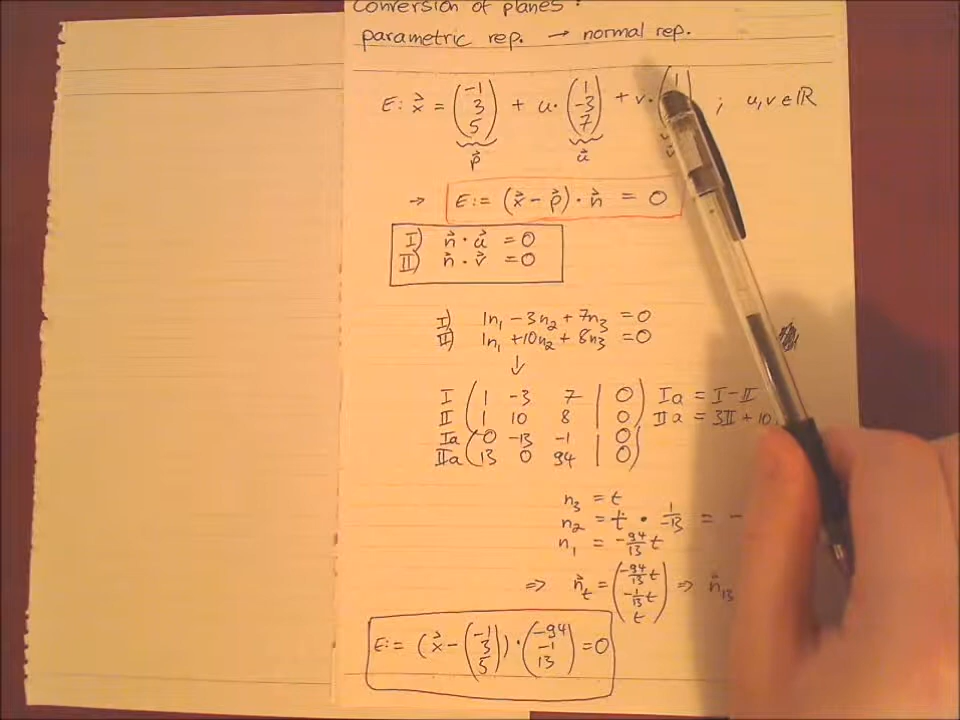 Conversion of planes:
parametric rep. → normal rep.
E: x⃗ = (-1 3 5) + u· (1 -3 7) + v· (1 ; u,v ∈ ℝ
p⃗ u⃗ v⃗
→ E:= (x⃗ - p⃗) · n⃗ = 0
I) n⃗ · u⃗ = 0
II) n⃗ · v⃗ = 0
I) 1n₁ - 3n₂ + 7n₃ = 0
II) 1n₁ + 10n₂ + 8n₃ = 0
↓
I ( 1 -3 7 | 0 ) Ia = I - II
II ( 1 10 8 | 0 ) IIa = 3II + 10
Ia ( 0 -13 -1 | 0 )
IIa ( 13 0 94 | 0 )
n₃ = t
n₂ = t · 1/-13 = -
n₁ = -94/13 t
⇒ n⃗t = (-94/13 t -1/13 t t) ⇒ n⃗13
E:= (x⃗ - (-1 3 5)) · (-94 -1 13) = 0